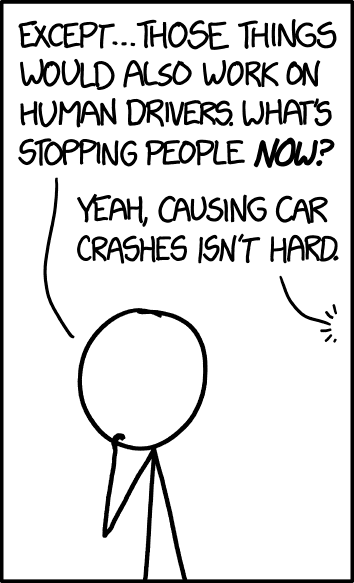 EXCEPT...THOSE THINGS
WOULD ALSO WORK ON
HUMAN DRIVERS. WHAT'S
STOPPING PEOPLE NOW?
YEAH, CAUSING CAR
CRASHES ISN'T HARD.